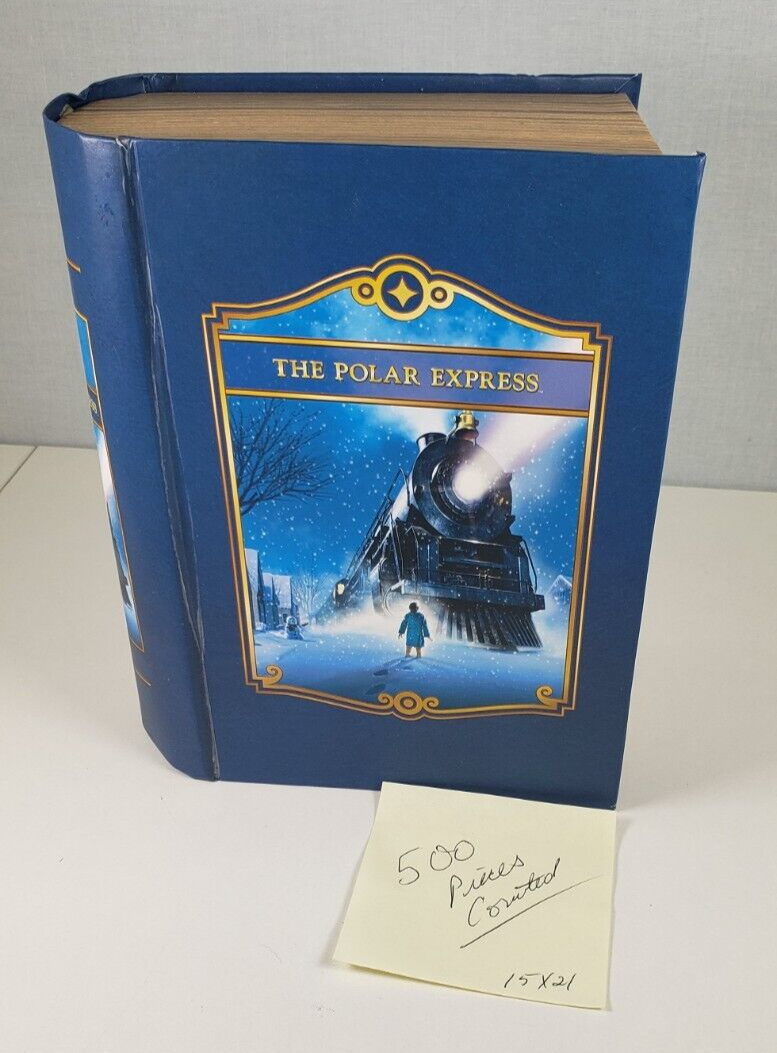 THE POLAR EXPRESS
500
Pieces
Counted
15X21